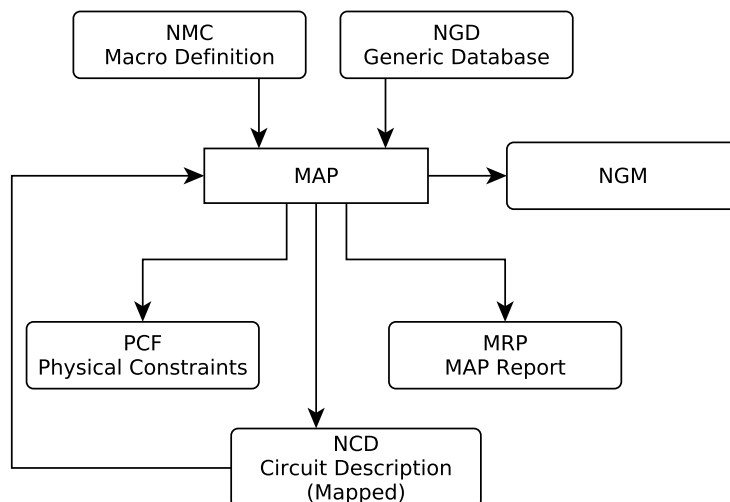 NMC
Macro Definition
NGD
Generic Database
MAP
NGM
PCF
Physical Constraints
MRP
MAP Report
NCD
Circuit Description
(Mapped)